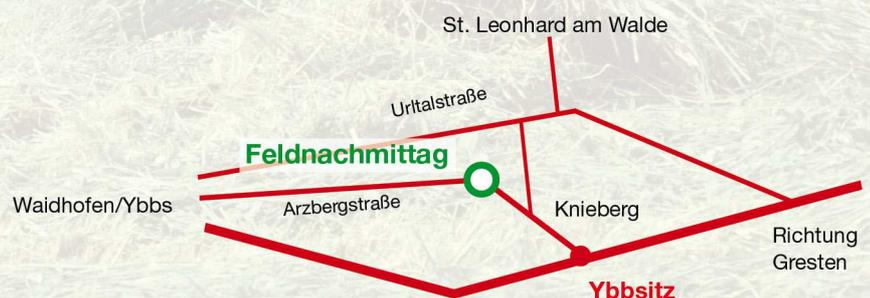 St. Leonhard am Walde
Urltalstraße
Feldnachmittag
Waidhofen/Ybbs
Arzbergstraße
Knieberg
Richtung
Gresten
Ybbsitz